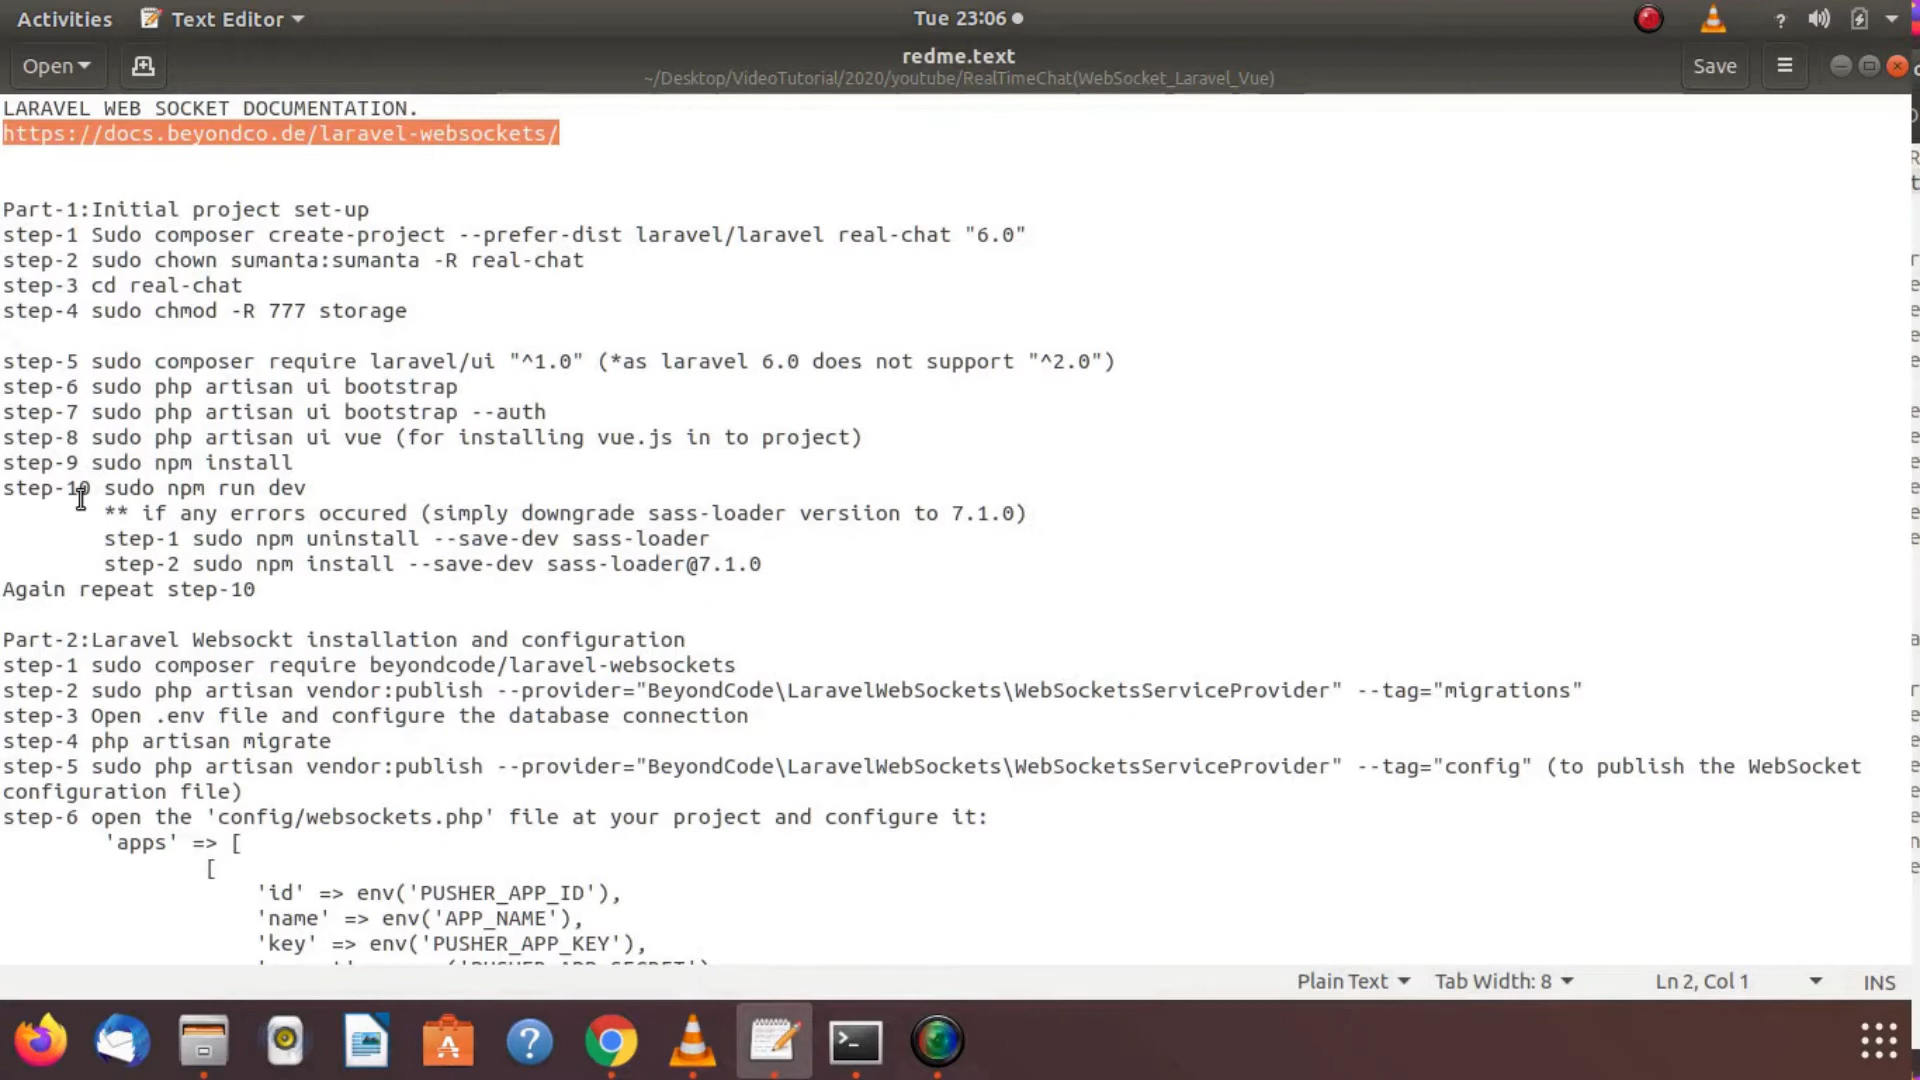 Activities Text Editor Tue 23:06
Open redme.text Save
~/Desktop/VideoTutorial/2020/youtube/RealTimeChat(WebSocket_Laravel_Vue)
LARAVEL WEB SOCKET DOCUMENTATION.
https://docs.beyondco.de/laravel-websockets/
Part-1:Initial project set-up
step-1 Sudo composer create-project --prefer-dist laravel/laravel real-chat "6.0"
step-2 sudo chown sumanta:sumanta -R real-chat
step-3 cd real-chat
step-4 sudo chmod -R 777 storage
step-5 sudo composer require laravel/ui "^1.0" (*as laravel 6.0 does not support "^2.0")
step-6 sudo php artisan ui bootstrap
step-7 sudo php artisan ui bootstrap --auth
step-8 sudo php artisan ui vue (for installing vue.js in to project)
step-9 sudo npm install
step-10 sudo npm run dev
** if any errors occured (simply downgrade sass-loader versiion to 7.1.0)
step-1 sudo npm uninstall --save-dev sass-loader
step-2 sudo npm install --save-dev sass-loader@7.1.0
Again repeat step-10
Part-2:Laravel Websockt installation and configuration
step-1 sudo composer require beyondcode/laravel-websockets
step-2 sudo php artisan vendor:publish --provider="BeyondCode\LaravelWebSockets\WebSocketsServiceProvider" --tag="migrations"
step-3 Open .env file and configure the database connection
step-4 php artisan migrate
step-5 sudo php artisan vendor:publish --provider="BeyondCode\LaravelWebSockets\WebSocketsServiceProvider" --tag="config" (to publish the WebSocket
configuration file)
step-6 open the 'config/websockets.php' file at your project and configure it:
'apps' => [
[
'id' => env('PUSHER_APP_ID'),
'name' => env('APP_NAME'),
'key' => env('PUSHER_APP_KEY'),
Plain Text Tab Width: 8 Ln 2, Col 1 INS